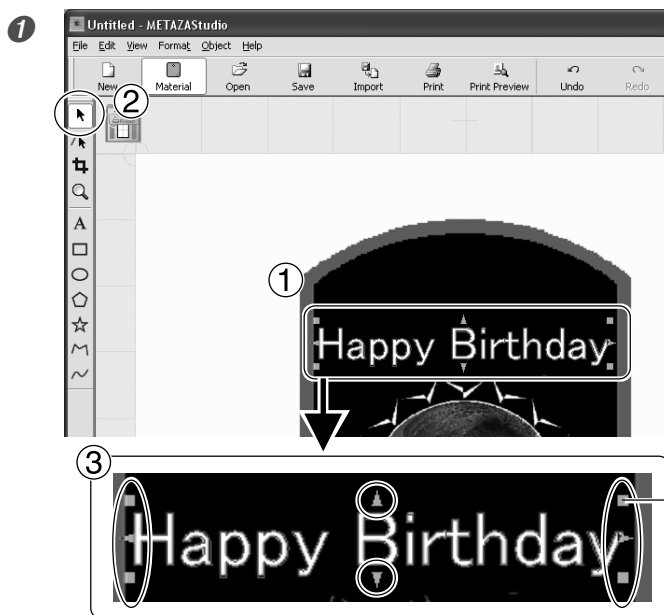 1
Untitled - METAZAStudio
File Edit View Format Object Help
New Material Open Save Import Print Print Preview Undo Redo
②
A
①
Happy Birthday
③
Happy Birthday